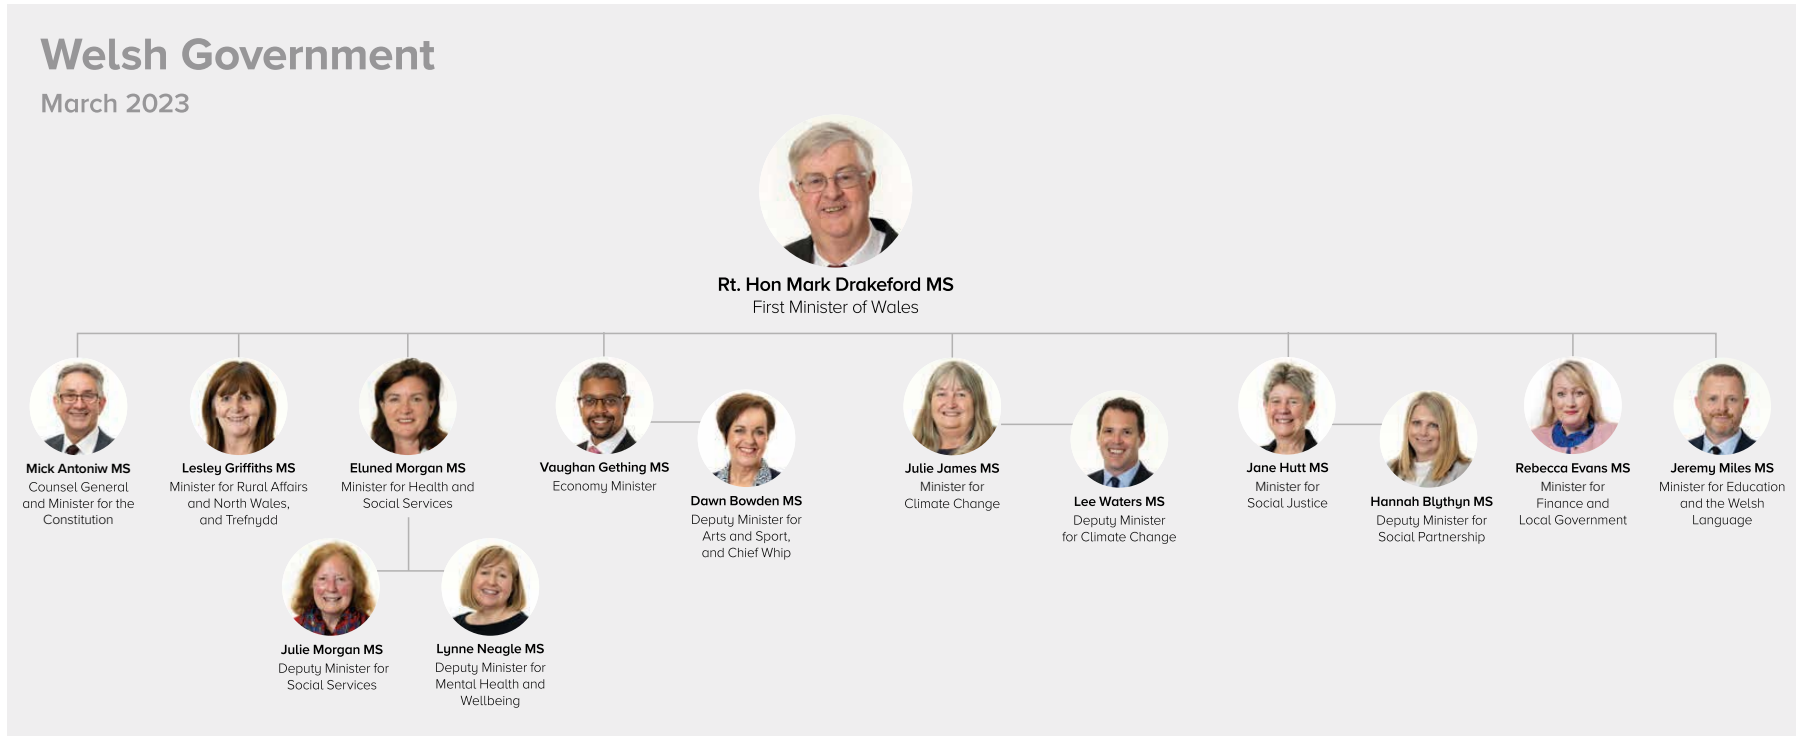 Welsh Government
March 2023
Rt. Hon Mark Drakeford MS
First Minister of Wales
Mick Antoniw MS
Counsel General
and Minister for the
Constitution
Lesley Griffiths MS
Minister for Rural Affairs
and North Wales,
and Trefnydd
Eluned Morgan MS
Minister for Health and
Social Services
Julie Morgan MS
Deputy Minister for
Social Services
Lynne Neagle MS
Deputy Minister for
Mental Health and
Wellbeing
Vaughan Gething MS
Economy Minister
Dawn Bowden MS
Deputy Minister for
Arts and Sport,
and Chief Whip
Julie James MS
Minister for
Climate Change
Lee Waters MS
Deputy Minister
for Climate Change
Jane Hutt MS
Minister for
Social Justice
Hannah Blythyn MS
Deputy Minister for
Social Partnership
Rebecca Evans MS
Minister for
Finance and
Local Government
Jeremy Miles MS
Minister for Education
and the Welsh
Language